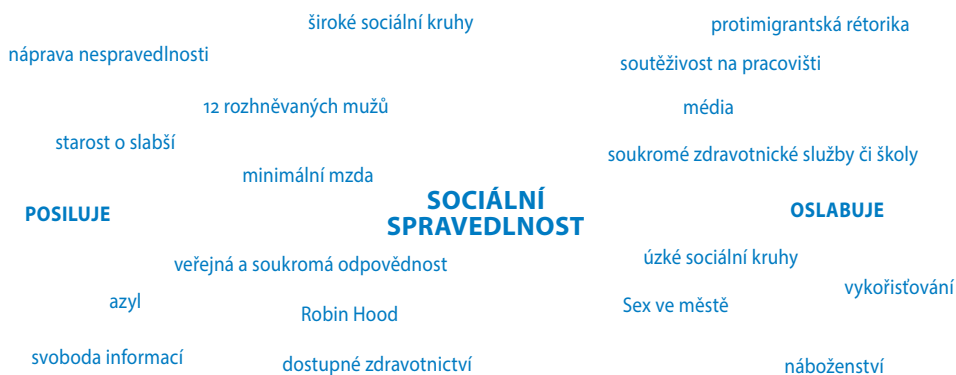 široké sociální kruhy
protimigrantská rétorika
náprava nespravedlnosti
soutěživost na pracovišti
12 rozhněvaných mužů
média
starost o slabší
soukromé zdravotnické služby či školy
minimální mzda
SOCIÁLNÍ
SPRAVEDLNOST
POSILUJE
OSLABUJE
veřejná a soukromá odpovědnost
úzké sociální kruhy
vykořisťování
azyl
Robin Hood
Sex ve městě
svoboda informací
dostupné zdravotnictví
náboženství